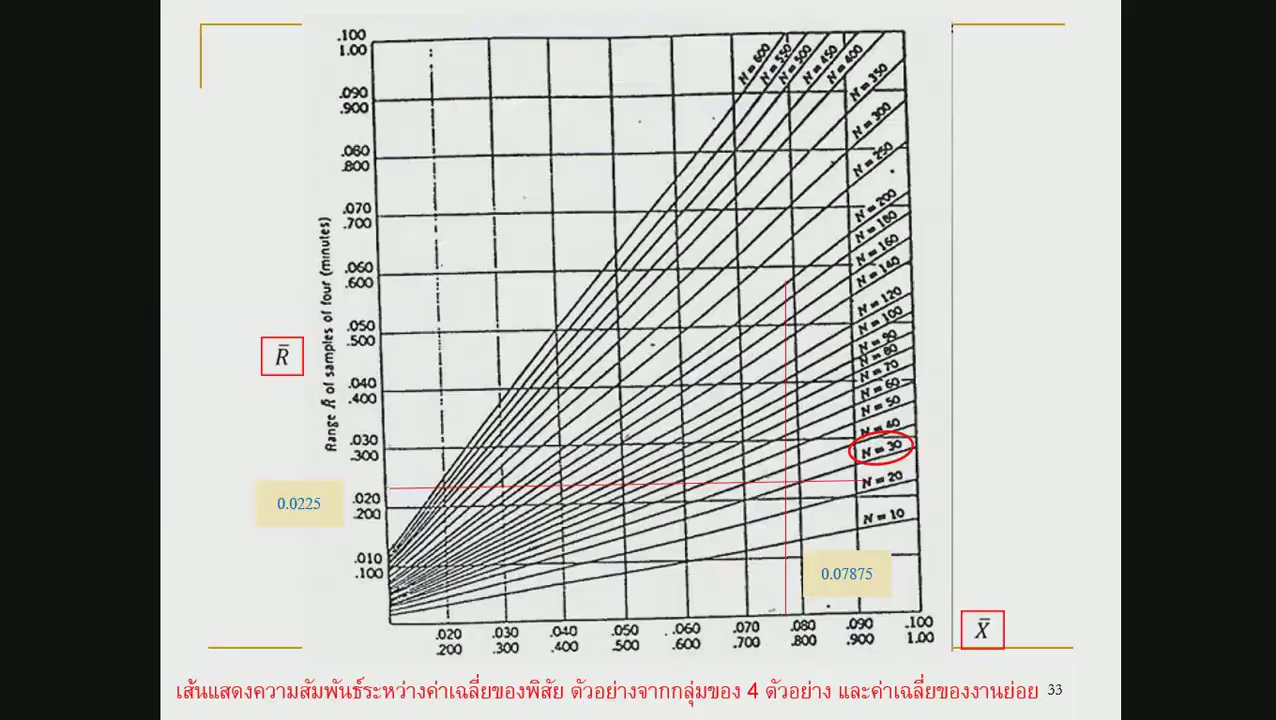 .100
1.00
.090
.900
.080
.800
.070
.700
.060
.600
.050
.500
.040
.400
.030
.300
.020
.200
.010
.100
Range R̄ of samples of four (minutes)
R̄
0.0225
N = 600
N = 550
N = 500
N = 450
N = 400
N = 350
N = 300
N = 250
N = 200
N = 180
N = 160
N = 140
N = 120
N = 100
N = 90
N = 80
N = 70
N = 60
N = 50
N = 40
N = 30
N = 20
N = 10
0.07875
.020 .030 .040 .050 .060 .070 .080 .090 .100
.200 .300 .400 .500 .600 .700 .800 .900 1.00
X̄
เส้นแสดงความสัมพันธ์ระหว่างค่าเฉลี่ยของพิสัย ตัวอย่างจากกลุ่มของ 4 ตัวอย่าง และค่าเฉลี่ยของงานย่อย 33